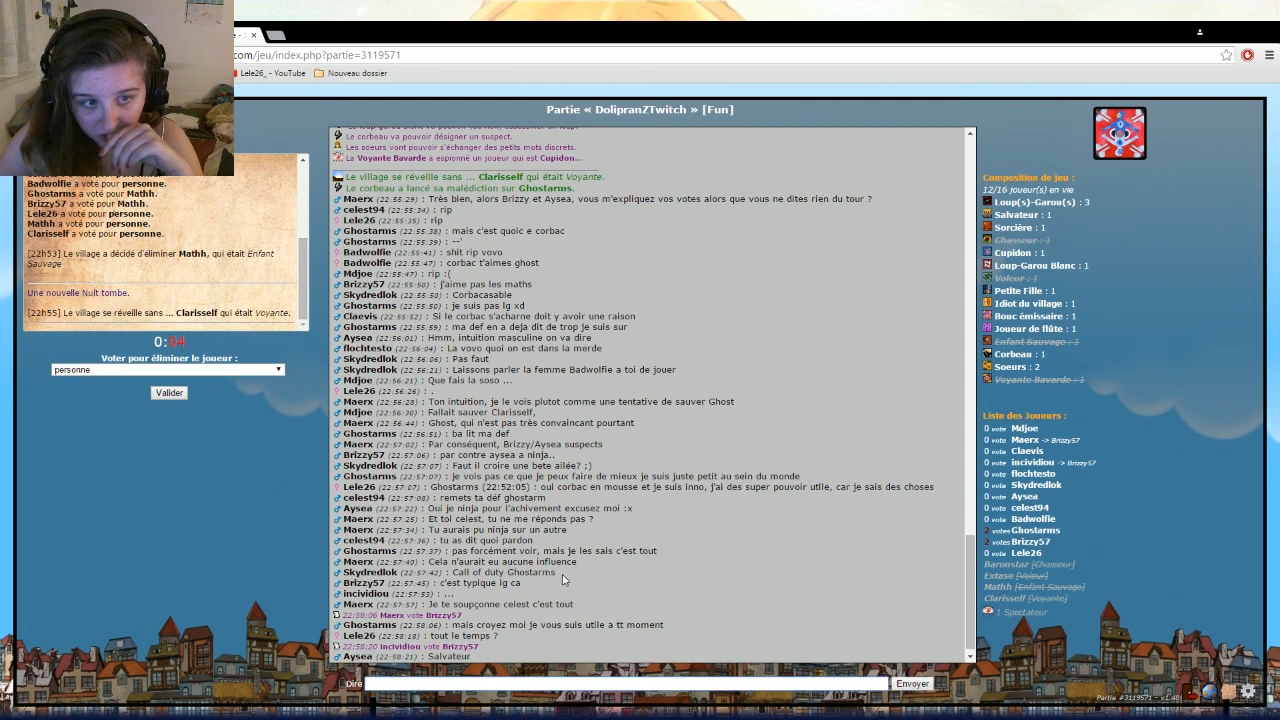 .com/jeu/index.php?partie=3119571
Lele26_ - YouTube
Nouveau dossier
Partie « DolipranZTwitch » [Fun]
Badwolfie a voté pour personne.
Ghostarms a voté pour Mathh.
Brizzy57 a voté pour Mathh.
Lele26 a voté pour personne.
Mathh a voté pour personne.
Clarisself a voté pour personne.
[22h53] Le village a décidé d'éliminer Mathh, qui était Enfant
Sauvage
Une nouvelle Nuit tombe.
[22h55] Le village se réveille sans ... Clarisself qui était Voyante.
0:04
Voter pour éliminer le joueur :
personne
Valider
Le corbeau va pouvoir désigner un suspect.
Les soeurs vont pouvoir s'échanger des petits mots discrets.
La Voyante Bavarde a espionné un joueur qui est Cupidon...
Le village se réveille sans ... Clarisself qui était Voyante.
Le corbeau a lancé sa malédiction sur Ghostarms.
Maerx (22:55:29) : Très bien, alors Brizzy et Aysea, vous m'expliquez vos votes alors que vous ne dites rien du tour ?
celest94 (22:55:34) : rip
Lele26 (22:55:35) : rip
Ghostarms (22:55:38) : mais c'est quoic e corbac
Ghostarms (22:55:39) : --'
Badwolfie (22:55:41) : shit rip vovo
Badwolfie (22:55:47) : corbac t'aimes ghost
Mdjoe (22:55:47) : rip :(
Brizzy57 (22:55:50) : j'aime pas les maths
Skydredlok (22:55:50) : Corbacasable
Ghostarms (22:55:50) : je suis pas lg xd
Claevis (22:55:52) : Si le corbac s'acharne doit y avoir une raison
Ghostarms (22:55:59) : ma def en a deja dit de trop je suis sur
Aysea (22:56:01) : Hmm, intuition masculine on va dire
flochtesto (22:56:04) : La vovo quoi on est dans la merde
Skydredlok (22:56:06) : Pas faut
Skydredlok (22:56:21) : Laissons parler la femme Badwolfie a toi de jouer
Mdjoe (22:56:21) : Que fais la soso ...
Lele26 (22:56:26) : .
Maerx (22:56:28) : Ton intuition, je le vois plutot comme une tentative de sauver Ghost
Mdjoe (22:56:30) : Fallait sauver Clarisself,
Maerx (22:56:44) : Ghost, qui n'est pas très convaincant pourtant
Ghostarms (22:56:51) : ba lit ma def
Maerx (22:57:02) : Par conséquent, Brizzy/Aysea suspects
Brizzy57 (22:57:06) : par contre aysea a ninja..
Skydredlok (22:57:07) : Faut il croire une bete ailée? ;)
Ghostarms (22:57:07) : je vois pas ce que je peux faire de mieux je suis juste petit au sein du monde
Lele26 (22:57:07) : Ghostarms (22:52:05) : oui corbac en mousse et je suis inno, j'ai des super pouvoir utile, car je sais des choses
celest94 (22:57:08) : remets ta déf ghostarm
Aysea (22:57:22) : Oui je ninja pour l'achivement excusez moi :x
Maerx (22:57:25) : Et toi celest, tu ne me réponds pas ?
Maerx (22:57:34) : Tu aurais pu ninja sur un autre
celest94 (22:57:36) : tu as dit quoi pardon
Ghostarms (22:57:37) : pas forcément voir, mais je les sais c'est tout
Maerx (22:57:40) : Cela n'aurait eu aucune influence
Skydredlok (22:57:42) : Call of duty Ghostarms
Brizzy57 (22:57:45) : c'est typique lg ca
incividiou (22:57:53) : ...
Maerx (22:57:57) : Je te soupçonne celest c'est tout
22:58:06 Maerx vote Brizzy57
Ghostarms (22:58:06) : mais croyez moi je vous suis utile a tt moment
Lele26 (22:58:18) : tout le temps ?
22:58:20 incividiou vote Brizzy57
Aysea (22:58:21) : Salvateur
Dire
Envoyer
Composition de jeu :
12/16 joueur(s) en vie
Loup(s)-Garou(s) : 3
Salvateur : 1
Sorcière : 1
Chasseur : 1
Cupidon : 1
Loup-Garou Blanc : 1
Voleur : 1
Petite Fille : 1
Idiot du village : 1
Bouc émissaire : 1
Joueur de flûte : 1
Enfant Sauvage : 1
Corbeau : 1
Soeurs : 2
Voyante Bavarde : 1
Liste des Joueurs :
0 vote Mdjoe
0 vote Maerx -> Brizzy57
0 vote Claevis
0 vote incividiou -> Brizzy57
0 vote flochtesto
0 vote Skydredlok
0 vote Aysea
0 vote celest94
0 vote Badwolfie
2 votes Ghostarms
2 votes Brizzy57
0 vote Lele26
Baronstaz [Chasseur]
Extase [Voleur]
Mathh [Enfant Sauvage]
Clarisself [Voyante]
1 Spectateur
Partie #3119571 - v1.48